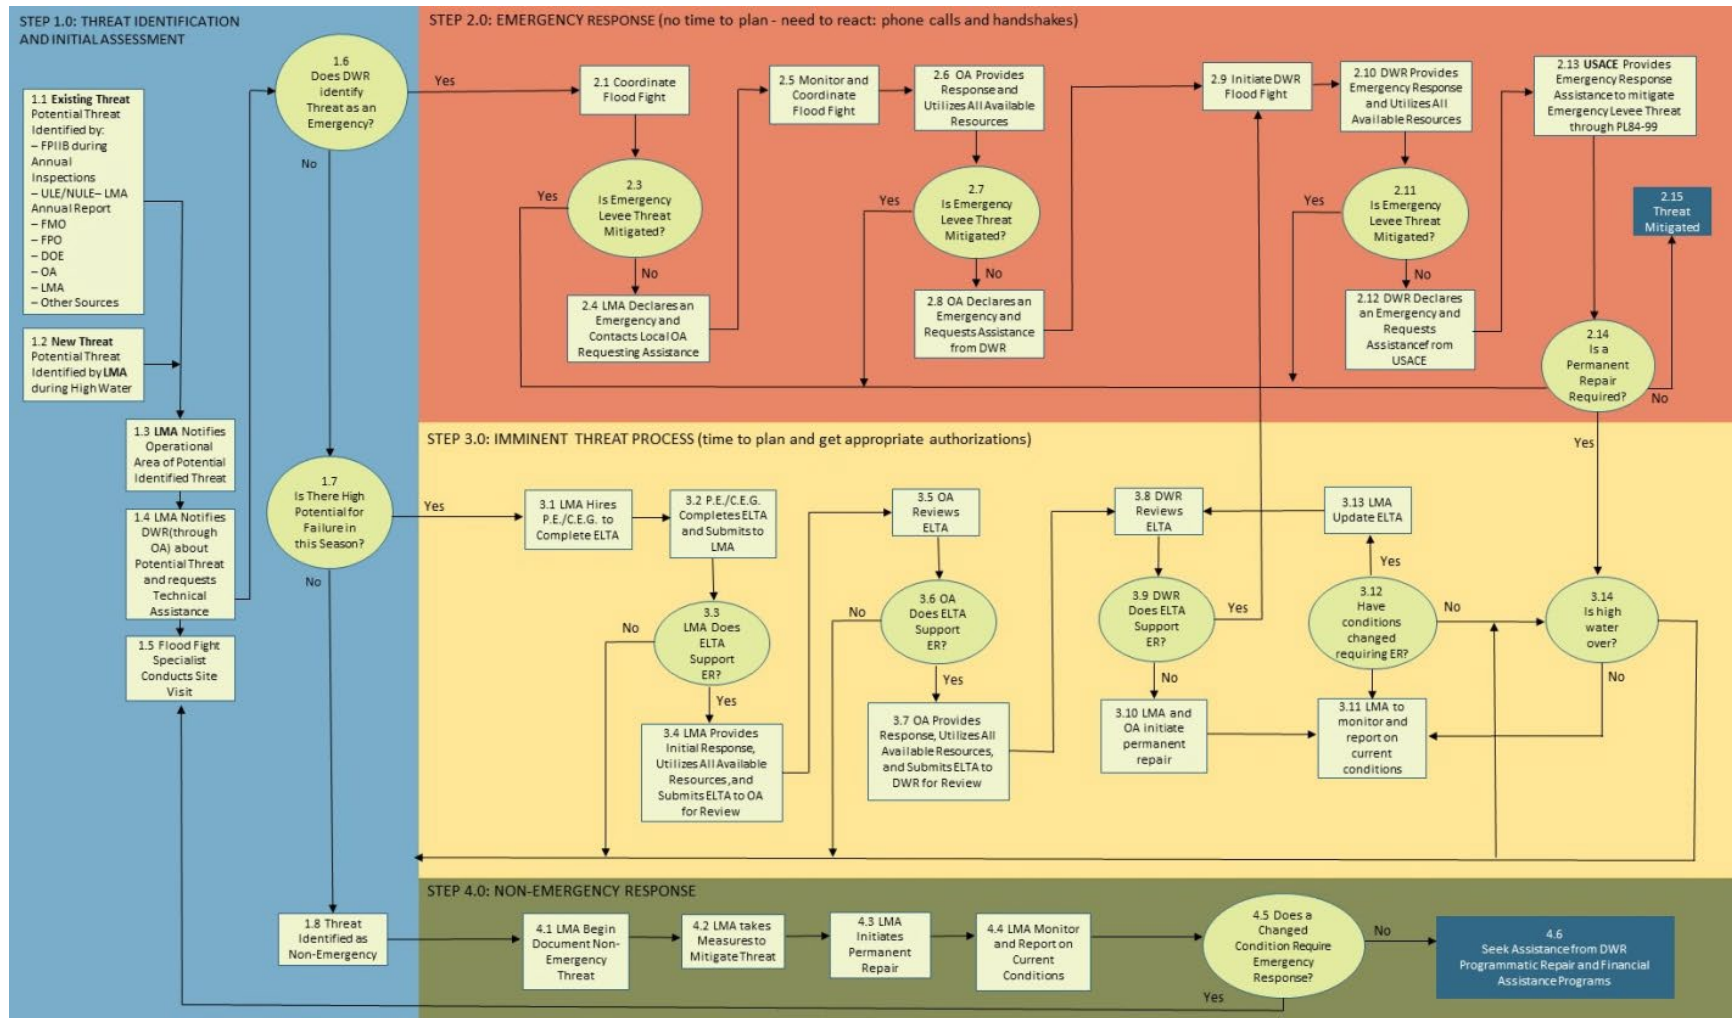 STEP 1.0: THREAT IDENTIFICATION
AND INITIAL ASSESSMENT
1.1 Existing Threat
Potential Threat
Identified by:
– FPIIB during
Annual
Inspections
– ULE/NULE– LMA
Annual Report
– FMO
– FPO
– DOE
– OA
– LMA
– Other Sources
1.2 New Threat
Potential Threat
Identified by LMA
during High Water
1.3 LMA Notifies
Operational
Area of Potential
Identified Threat
1.4 LMA Notifies
DWR(through
OA) about
Potential Threat
and requests
Technical
Assistance
1.5 Flood Fight
Specialist
Conducts Site
Visit
1.6
Does DWR
identify
Threat as an
Emergency?
Yes
No
1.7
Is There High
Potential for
Failure in
this Season?
Yes
No
1.8 Threat
Identified as
Non-Emergency
STEP 2.0: EMERGENCY RESPONSE (no time to plan - need to react: phone calls and handshakes)
2.1 Coordinate
Flood Fight
2.3
Is Emergency
Levee Threat
Mitigated?
Yes
No
2.4 LMA Declares an
Emergency and
Contacts Local OA
Requesting Assistance
2.5 Monitor and
Coordinate
Flood Fight
2.6 OA Provides
Response and
Utilizes All Available
Resources
2.7
Is Emergency
Levee Threat
Mitigated?
Yes
No
2.8 OA Declares an
Emergency and
Requests Assistance
from DWR
2.9 Initiate DWR
Flood Fight
2.10 DWR Provides
Emergency Response
and Utilizes All
Available Resources
2.11
Is Emergency
Levee Threat
Mitigated?
Yes
No
2.12 DWR Declares
an Emergency and
Requests
Assistancef rom
USACE
2.13 USACE Provides
Emergency Response
Assistance to mitigate
Emergency Levee Threat
through PL84-99
2.14
Is a
Permanent
Repair
Required?
No
Yes
2.15
Threat
Mitigated
STEP 3.0: IMMINENT THREAT PROCESS (time to plan and get appropriate authorizations)
3.1 LMA Hires
P.E./C.E.G. to
Complete ELTA
3.2 P.E./C.E.G.
Completes ELTA
and Submits to
LMA
3.3
LMA Does
ELTA
Support
ER?
No
Yes
3.4 LMA Provides
Initial Response,
Utilizes All Available
Resources, and
Submits ELTA to OA
for Review
3.5 OA
Reviews
ELTA
3.6 OA
Does ELTA
Support
ER?
No
Yes
3.7 OA Provides
Response, Utilizes All
Available Resources,
and Submits ELTA to
DWR for Review
3.8 DWR
Reviews
ELTA
3.9 DWR
Does ELTA
Support
ER?
Yes
No
3.10 LMA and
OA initiate
permanent
repair
3.11 LMA to
monitor and
report on
current
conditions
3.12
Have
conditions
changed
requiring ER?
Yes
No
3.13 LMA
Update ELTA
3.14
Is high
water
over?
No
STEP 4.0: NON-EMERGENCY RESPONSE
4.1 LMA Begin
Document Non-
Emergency
Threat
4.2 LMA takes
Measures to
Mitigate Threat
4.3 LMA
Initiates
Permanent
Repair
4.4 LMA Monitor
and Report on
Current
Conditions
4.5 Does a
Changed
Condition Require
Emergency
Response?
No
Yes
4.6
Seek Assistance from DWR
Programmatic Repair and Financial
Assistance Programs